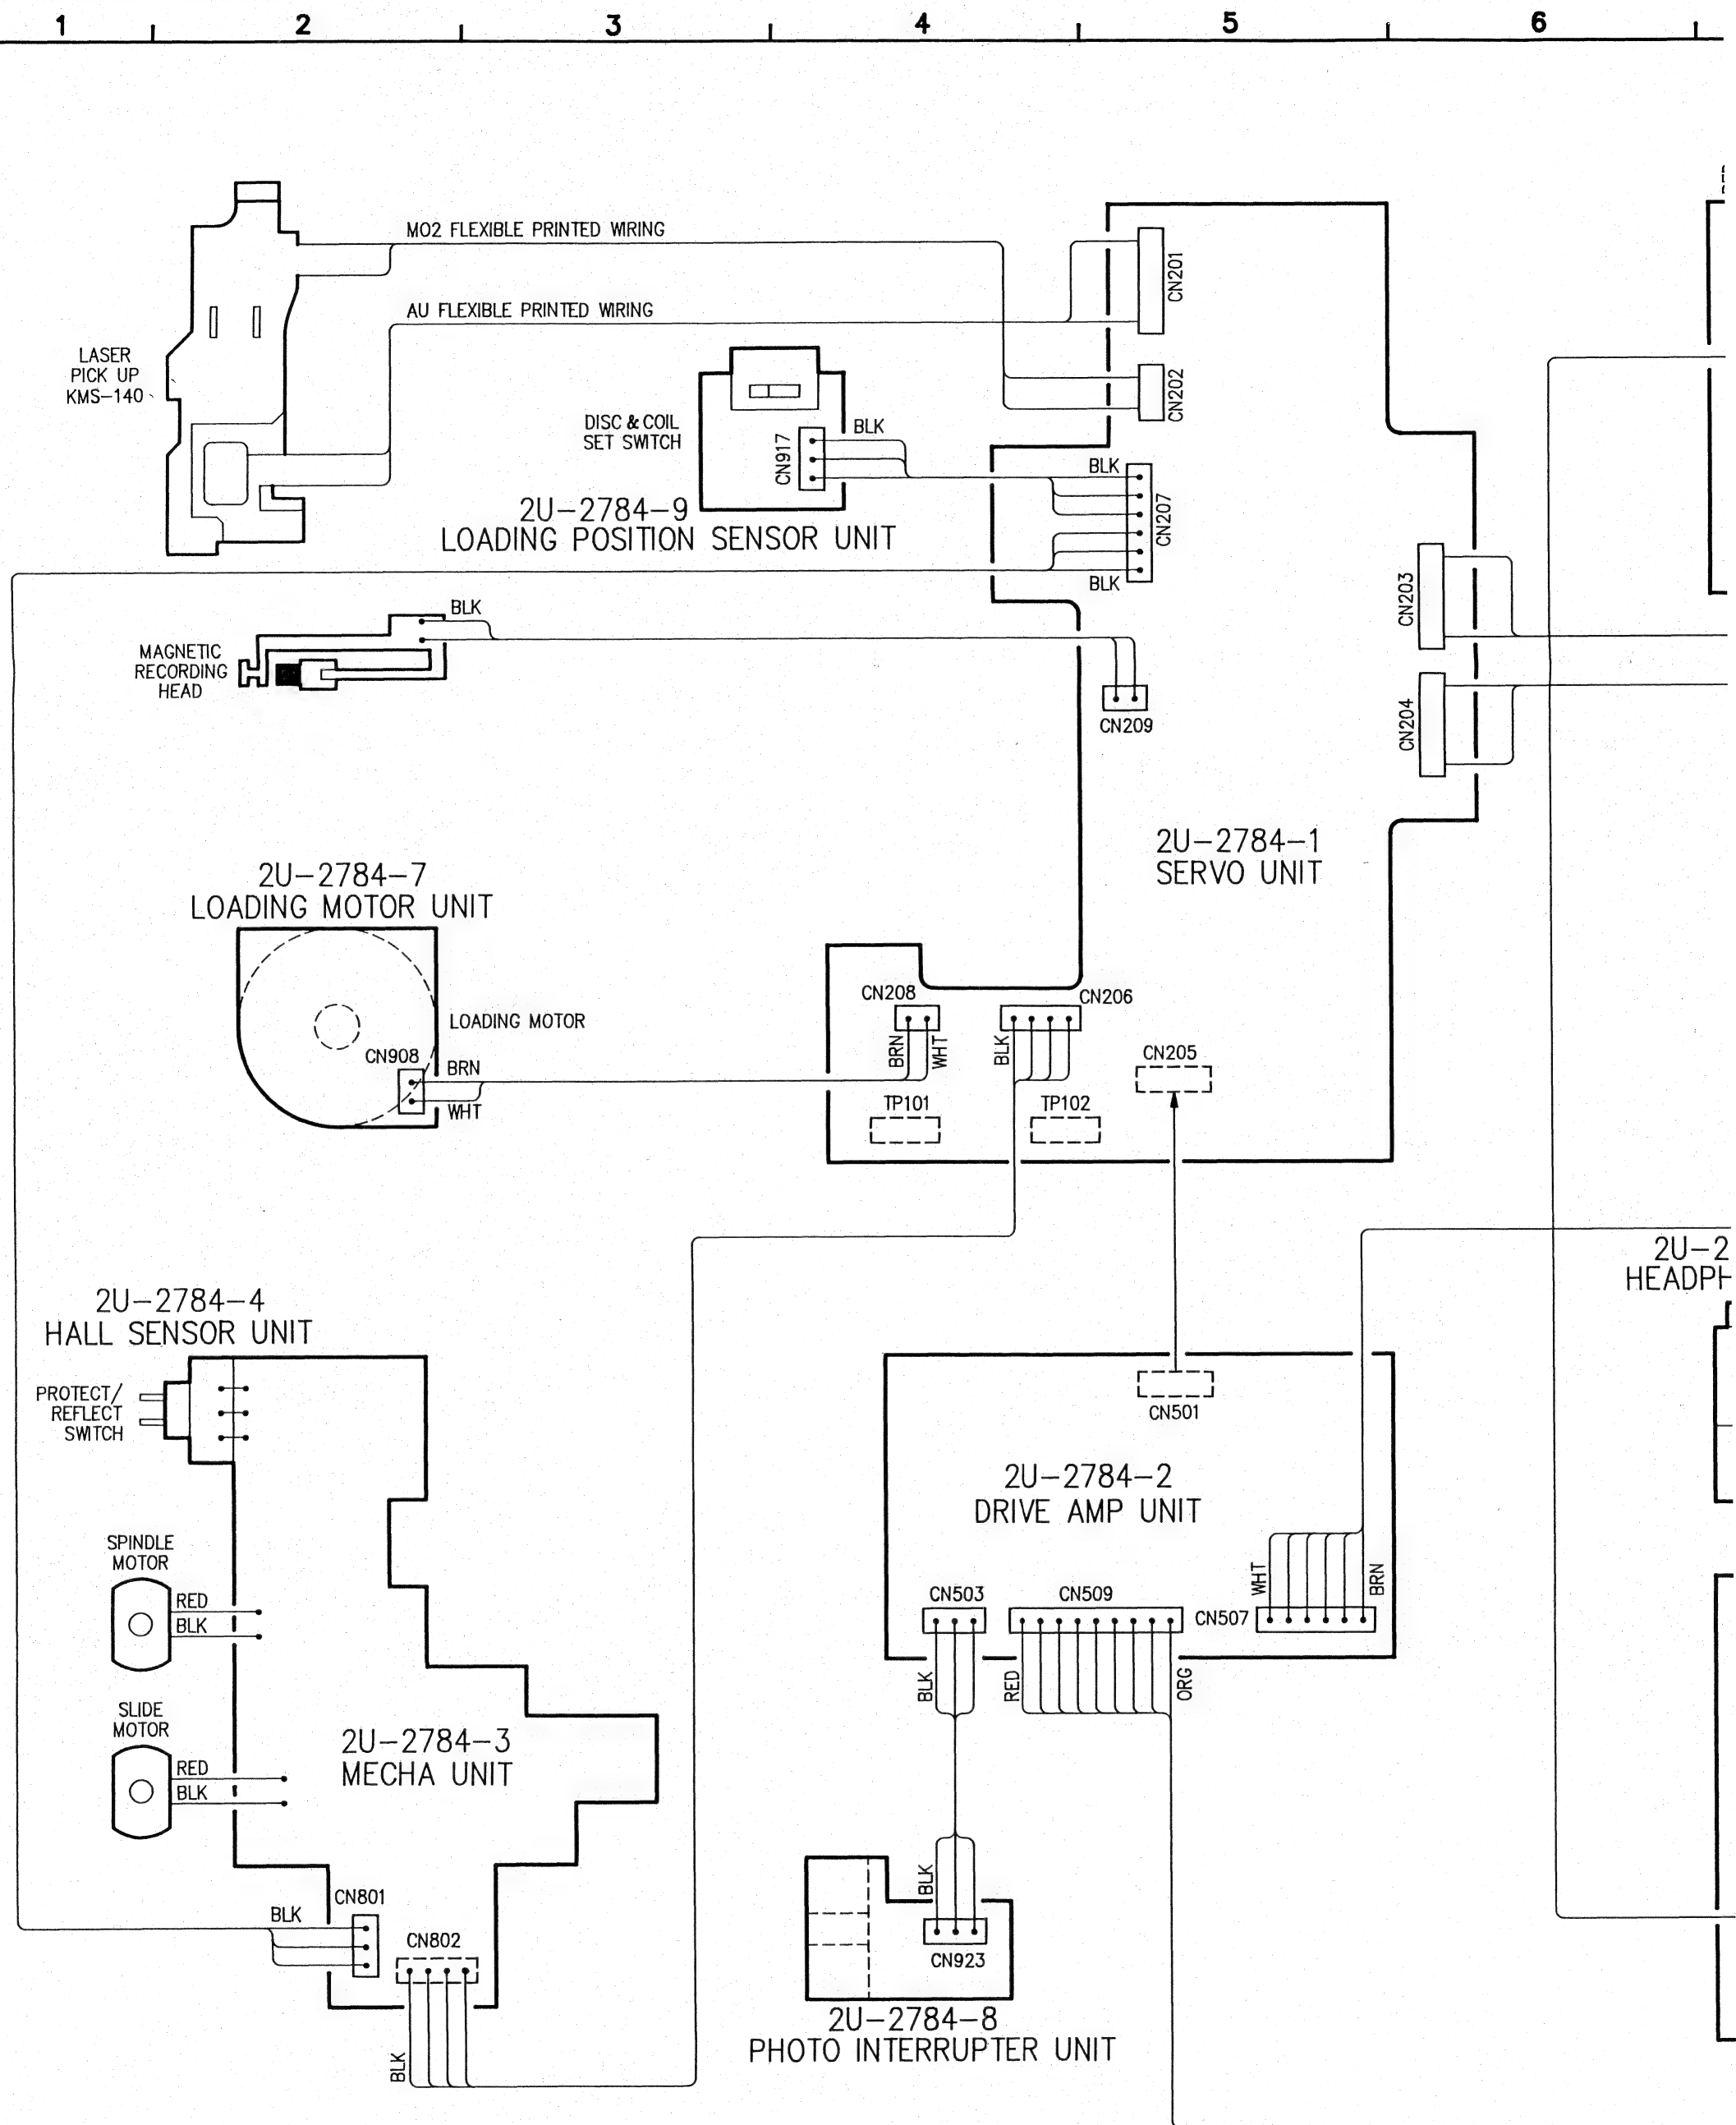 1 2 3 4 5 6
MO2 FLEXIBLE PRINTED WIRING
CN201
AU FLEXIBLE PRINTED WIRING
LASER
PICK UP
KMS-140
CN202
DISC & COIL
SET SWITCH
BLK
CN917
BLK
CN207
BLK
2U-2784-9
LOADING POSITION SENSOR UNIT
CN203
BLK
MAGNETIC
RECORDING
HEAD
CN209
CN204
2U-2784-1
SERVO UNIT
2U-2784-7
LOADING MOTOR UNIT
LOADING MOTOR
CN908
BRN
WHT
CN208
BRN
WHT
CN206
BLK
CN205
TP101
TP102
2U-2
HEADPH
2U-2784-4
HALL SENSOR UNIT
PROTECT/
REFLECT
SWITCH
CN501
2U-2784-2
DRIVE AMP UNIT
SPINDLE
MOTOR
RED
BLK
CN503
CN509
CN507
WHT
BRN
BLK
RED
ORG
SLIDE
MOTOR
RED
BLK
2U-2784-3
MECHA UNIT
CN801
BLK
CN802
BLK
BLK
CN923
2U-2784-8
PHOTO INTERRUPTER UNIT